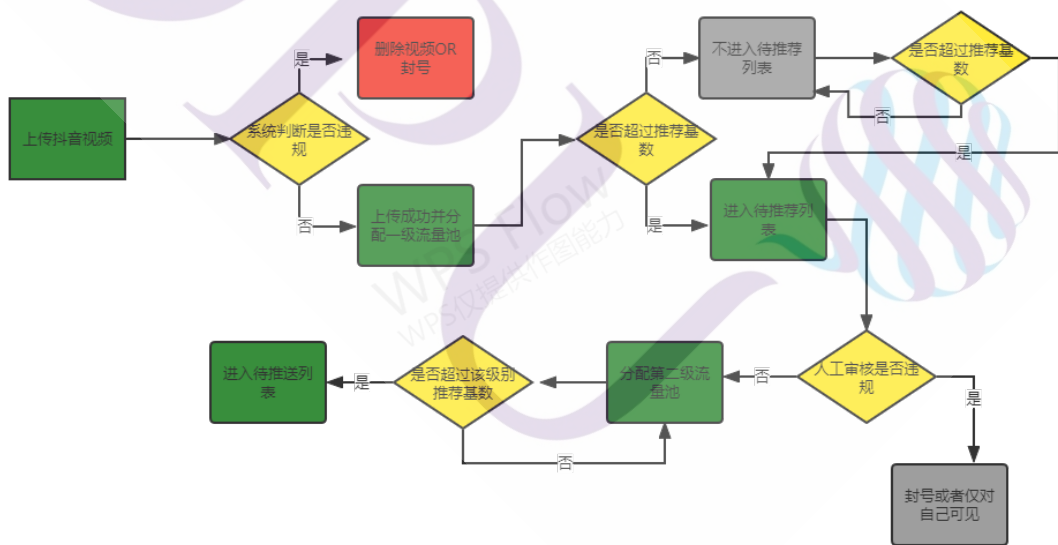 上传抖音视频
系统判断是否违
规
是
删除视频OR
封号
否
上传成功并分
配一级流量池
是否超过推荐基
数
否
不进入待推荐
列表
是否超过推荐基
数
否
是
是
进入待推荐列
表
人工审核是否违
规
是
封号或者仅对
自己可见
否
分配第二级流
量池
是否超过该级别
推荐基数
否
是
进入待推送列
表
WPS Flow
WPS仅提供作图能力